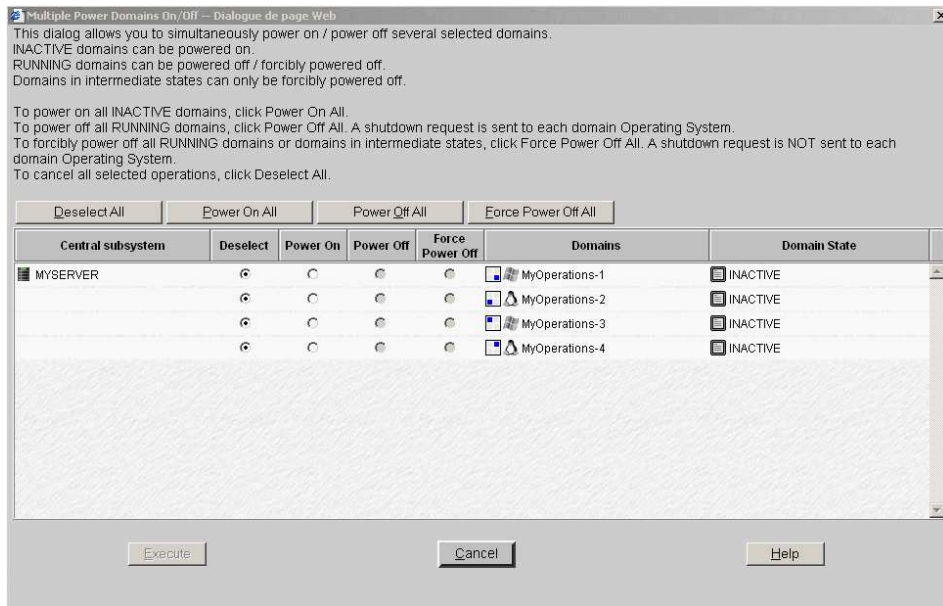 Multiple Power Domains On/Off -- Dialogue de page Web
This dialog allows you to simultaneously power on / power off several selected domains.
INACTIVE domains can be powered on.
RUNNING domains can be powered off / forcibly powered off.
Domains in intermediate states can only be forcibly powered off.
To power on all INACTIVE domains, click Power On All.
To power off all RUNNING domains, click Power Off All. A shutdown request is sent to each domain Operating System.
To forcibly power off all RUNNING domains or domains in intermediate states, click Force Power Off All. A shutdown request is NOT sent to each
domain Operating System.
To cancel all selected operations, click Deselect All.
Deselect All Power On All Power Off All Force Power Off All
Central subsystem Deselect Power On Power Off Force Power Off Domains Domain State
MYSERVER MyOperations-1 INACTIVE
MyOperations-2 INACTIVE
MyOperations-3 INACTIVE
MyOperations-4 INACTIVE
Execute Cancel Help